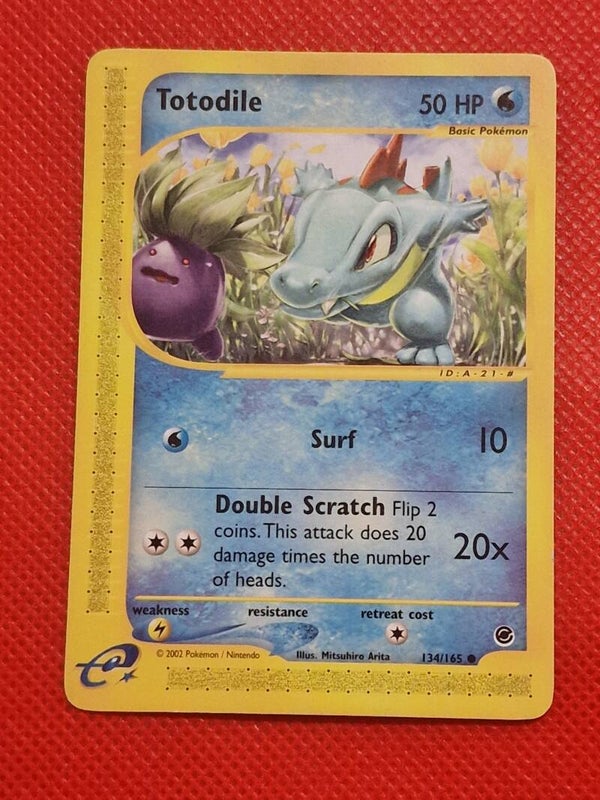 Totodile 50 HP
Basic Pokémon
ID: A - 21 - #
Surf 10
Double Scratch Flip 2
coins. This attack does 20
damage times the number
of heads.
20x
weakness resistance retreat cost
© 2002 Pokémon / Nintendo Illus. Mitsuhiro Arita 134/165
e